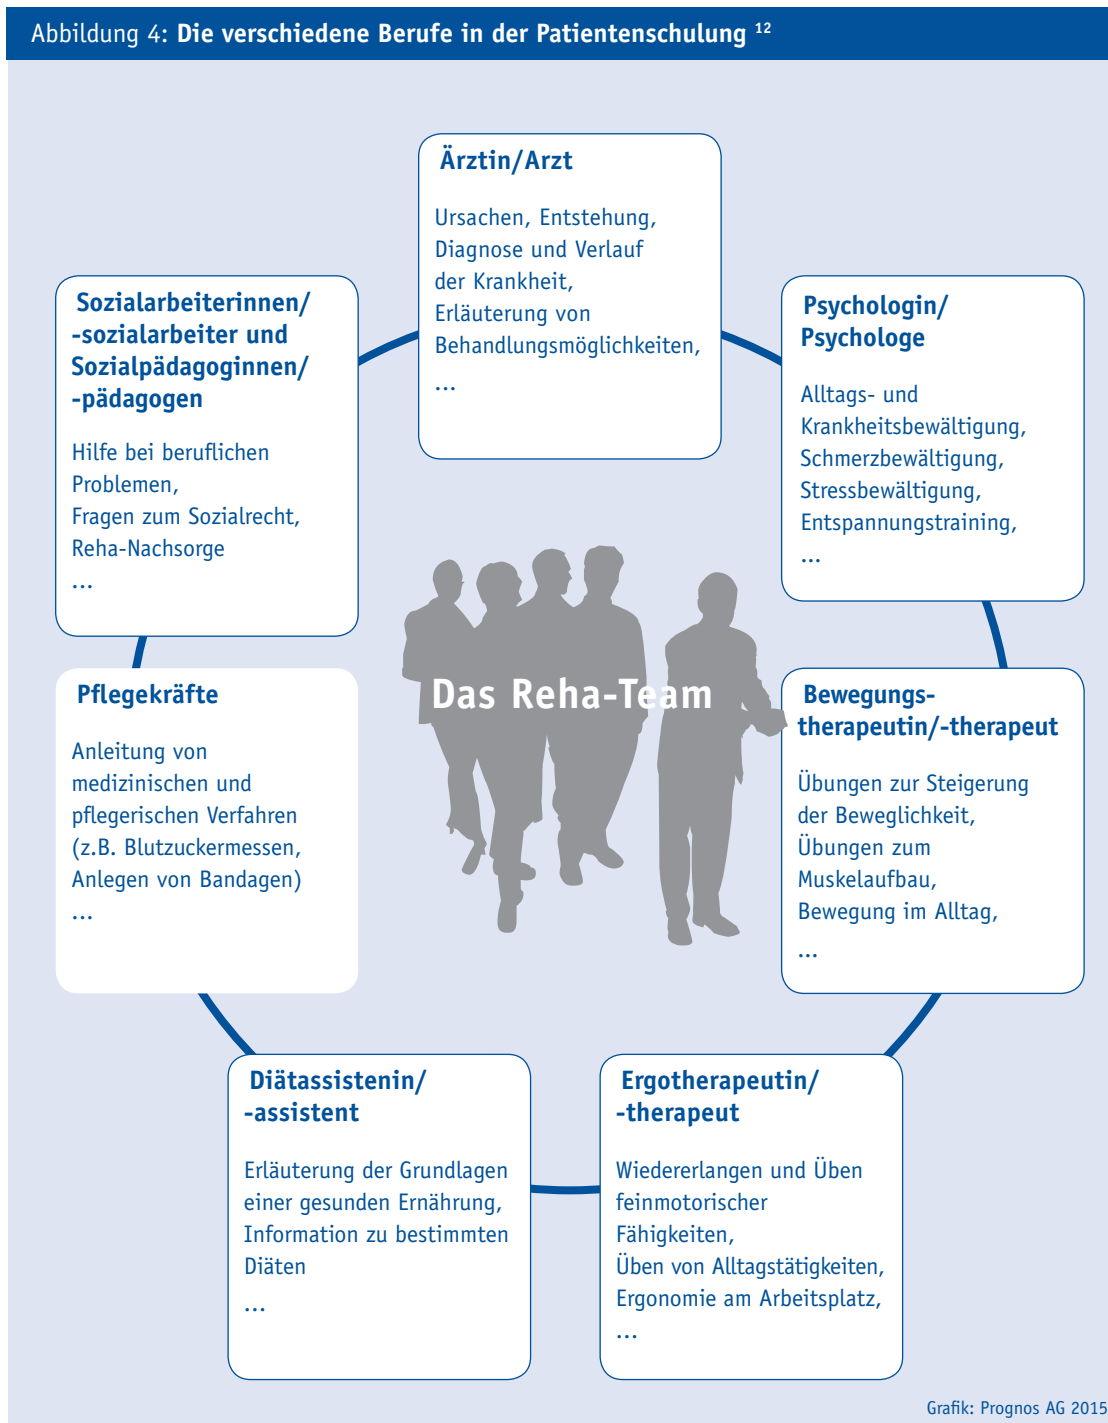 Abbildung 4: Die verschiedene Berufe in der Patientenschulung 12
Ärztin/Arzt
Ursachen, Entstehung,
Diagnose und Verlauf
der Krankheit,
Erläuterung von
Behandlungsmöglichkeiten,
...
Psychologin/
Psychologe
Alltags- und
Krankheitsbewältigung,
Schmerzbewältigung,
Stressbewältigung,
Entspannungstraining,
...
Bewegungs-
therapeutin/-therapeut
Übungen zur Steigerung
der Beweglichkeit,
Übungen zum
Muskelaufbau,
Bewegung im Alltag,
...
Ergotherapeutin/
-therapeut
Wiedererlangen und Üben
feinmotorischer
Fähigkeiten,
Üben von Alltagstätigkeiten,
Ergonomie am Arbeitsplatz,
...
Diätassistenin/
-assistent
Erläuterung der Grundlagen
einer gesunden Ernährung,
Information zu bestimmten
Diäten
...
Pflegekräfte
Anleitung von
medizinischen und
pflegerischen Verfahren
(z.B. Blutzuckermessen,
Anlegen von Bandagen)
...
Sozialarbeiterinnen/
-sozialarbeiter und
Sozialpädagoginnen/
-pädagogen
Hilfe bei beruflichen
Problemen,
Fragen zum Sozialrecht,
Reha-Nachsorge
...
Das Reha-Team
Grafik: Prognos AG 2015